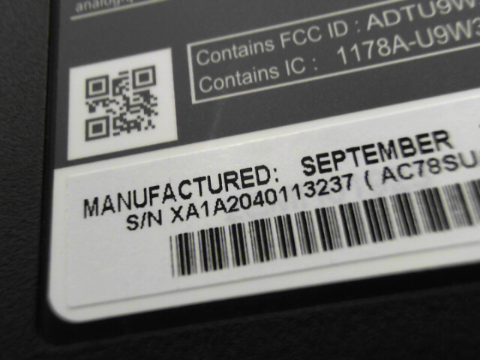 Contains FCC ID : ADTU9W
Contains IC : 1178A-U9W3
MANUFACTURED: SEPTEMBER
S/N XA1A2040113237 ( AC78SU